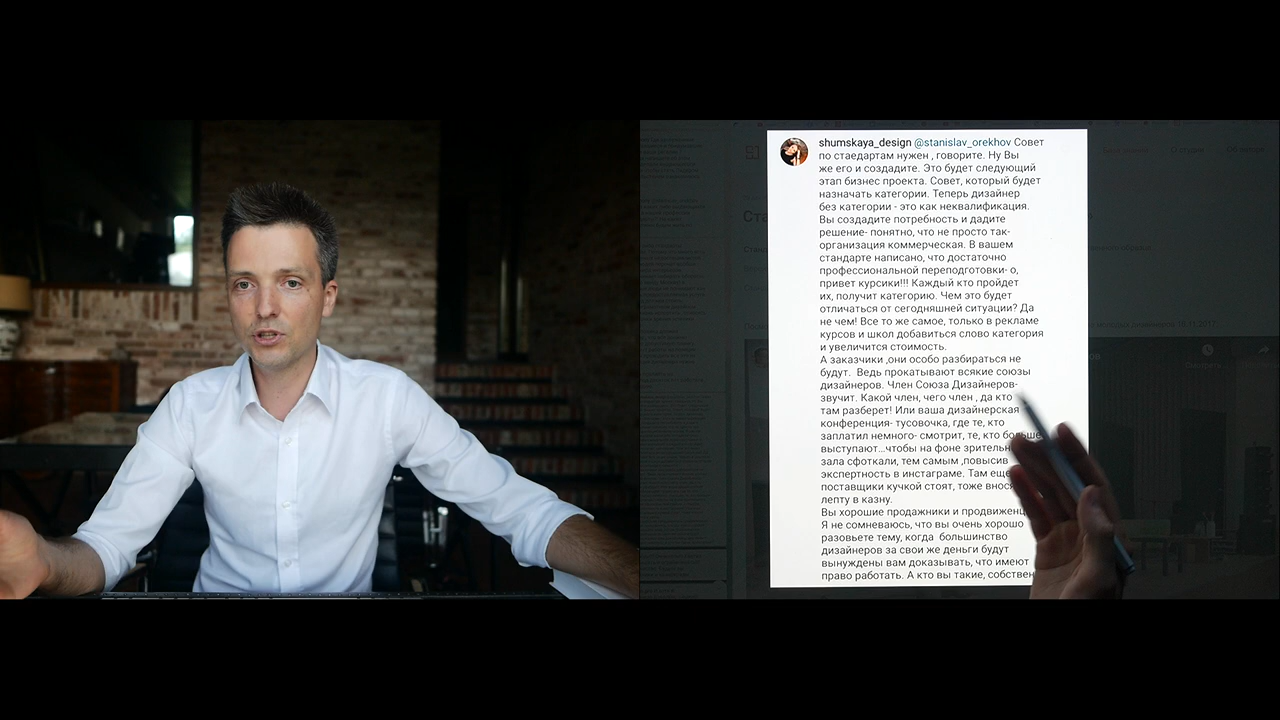 shumskaya_design @stanislav_orekhov Совет
по стаедартам нужен , говорите. Ну Вы
же его и создадите. Это будет следующий
этап бизнес проекта. Совет, который будет
назначать категории. Теперь дизайнер
без категории - это как неквалификация.
Вы создадите потребность и дадите
решение- понятно, что не просто так-
организация коммерческая. В вашем
стандарте написано, что достаточно
профессиональной переподготовки- о,
привет курсики!!! Каждый кто пройдет
их, получит категорию. Чем это будет
отличаться от сегодняшней ситуации? Да
не чем! Все то же самое, только в рекламе
курсов и школ добавиться слово категория
и увеличится стоимость.
А заказчики ,они особо разбираться не
будут. Ведь прокатывают всякие союзы
дизайнеров. Член Союза Дизайнеров-
звучит. Какой член, чего член , да кто
там разберет! Или ваша дизайнерская
конференция- тусовочка, где те, кто
заплатил немного- смотрит, те, кто больше
выступают...чтобы на фоне зрительн
зала сфоткали, тем самым ,повысив
экспертность в инстаграме. Там еще
поставщики кучкой стоят, тоже внося
лепту в казну.
Вы хорошие продажники и продвиженц
Я не сомневаюсь, что вы очень хорошо
разовьете тему, когда большинство
дизайнеров за свои же деньги будут
вынуждены вам доказывать, что имеют
право работать. А кто вы такие, собствен